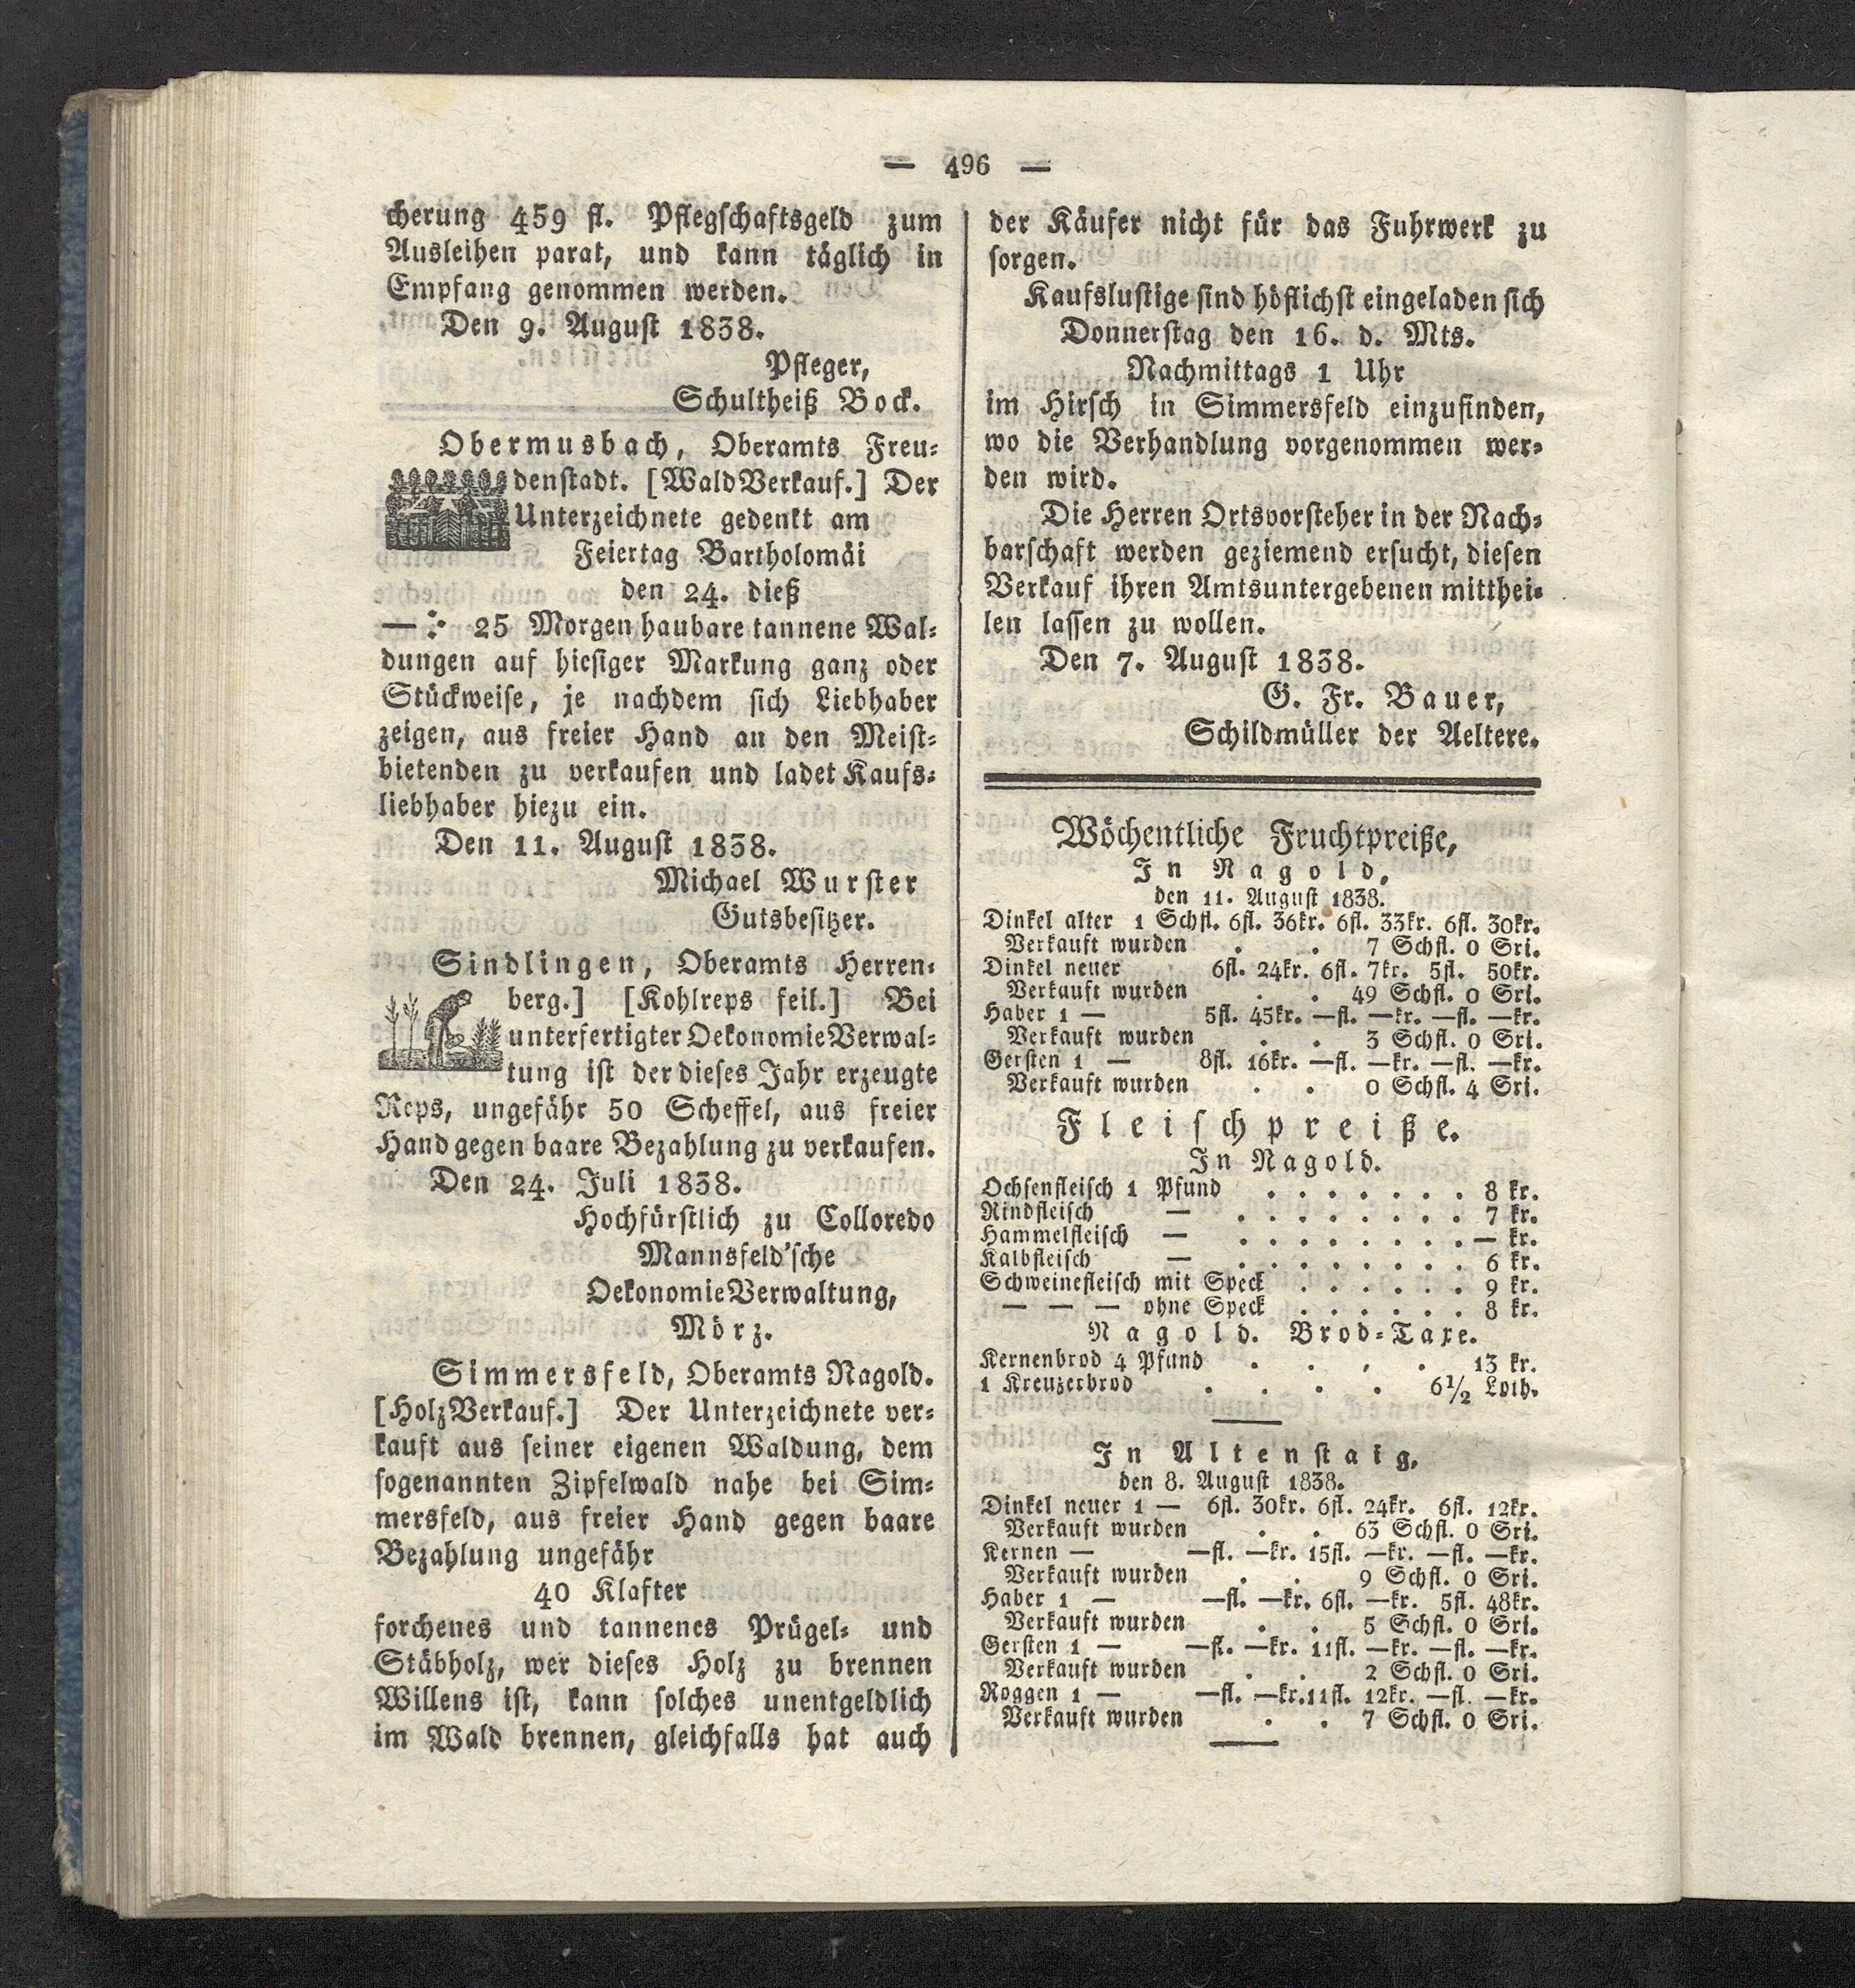 — 496 —
cherung 459 fl. Pflegschaftsgeld zum
Ausleihen parat, und kann täglich in
Empfang genommen werden.
Den 9. August 1838.
Pfleger,
Schultheiß Bock.
Obermusbach, Oberamts Freu-
denstadt. [WaldVerkauf.] Der
Unterzeichnete gedenkt am
Feiertag Bartholomäi
den 24. dieß
— ⁒ 25 Morgen haubare tannene Wal-
dungen auf hiesiger Markung ganz oder
Stückweise, je nachdem sich Liebhaber
zeigen, aus freier Hand an den Meist-
bietenden zu verkaufen und ladet Kaufs-
liebhaber hiezu ein.
Den 11. August 1838.
Michael Wurster
Gutsbesitzer.
Sindlingen, Oberamts Herren-
berg.] [Kohlreps feil.] Bei
unterfertigter OekonomieVerwal-
tung ist der dieses Jahr erzeugte
Reps, ungefähr 50 Scheffel, aus freier
Hand gegen baare Bezahlung zu verkaufen.
Den 24. Juli 1838.
Hochfürstlich zu Colloredo
Mannsfeld'sche
OekonomieVerwaltung,
Mörz.
Simmersfeld, Oberamts Nagold.
[HolzVerkauf.] Der Unterzeichnete ver-
kauft aus seiner eigenen Waldung, dem
sogenannten Zipfelwald nahe bei Sim-
mersfeld, aus freier Hand gegen baare
Bezahlung ungefähr
40 Klafter
forchenes und tannenes Prügel- und
Stäbholz, wer dieses Holz zu brennen
Willens ist, kann solches unentgeldlich
im Wald brennen, gleichfalls hat auch
der Käufer nicht für das Fuhrwerk zu
sorgen.
Kaufslustige sind höflichst eingeladen sich
Donnerstag den 16. d. Mts.
Nachmittags 1 Uhr
im Hirsch in Simmersfeld einzufinden,
wo die Verhandlung vorgenommen wer-
den wird.
Die Herren Ortsvorsteher in der Nach-
barschaft werden geziemend ersucht, diesen
Verkauf ihren Amtsuntergebenen mitthei-
len lassen zu wollen.
Den 7. August 1838.
G. Fr. Bauer,
Schildmüller der Aeltere.
Wöchentliche Fruchtpreiße,
In Nagold,
den 11. August 1838.
Dinkel alter 1 Schfl. 6fl. 36kr. 6fl. 33kr. 6fl. 30kr.
Verkauft wurden . . 7 Schfl. 0 Sri.
Dinkel neuer 6fl. 24kr. 6fl. 7kr. 5fl. 50kr.
Verkauft wurden . . 49 Schfl. 0 Sri.
Haber 1 — 5fl. 45kr. —fl. —kr. —fl. —kr.
Verkauft wurden . . 3 Schfl. 0 Sri.
Gersten 1 — 8fl. 16kr. —fl. —kr. —fl. —kr.
Verkauft wurden . . 0 Schfl. 4 Sri.
Fleischpreiße.
In Nagold.
Ochsenfleisch 1 Pfund . . . . . . . 8 kr.
Rindfleisch — . . . . . . . . 7 kr.
Hammelfleisch — . . . . . . . . — kr.
Kalbfleisch — . . . . . . . . 6 kr.
Schweinefleisch mit Speck . . . . . . 9 kr.
— — — ohne Speck . . . . . . 8 kr.
Nagold. Brod-Taxe.
Kernenbrod 4 Pfund . . , . 13 kr.
1 Kreuzerbrod . . . . 6½ Loth.
In Altenstaig,
den 8. August 1838.
Dinkel neuer 1 — 6fl. 30kr. 6fl. 24kr. 6fl. 12kr.
Verkauft wurden . . 63 Schfl. 0 Sri.
Kernen — —fl. —kr. 15fl. —kr. —fl. —kr.
Verkauft wurden . . 9 Schfl. 0 Sri.
Haber 1 — —fl. —kr. 6fl. —kr. 5fl. 48kr.
Verkauft wurden . . 5 Schfl. 0 Sri.
Gersten 1 — —fl. —kr. 11fl. —kr. —fl. —kr.
Verkauft wurden . . 2 Schfl. 0 Sri.
Roggen 1 — —fl. —kr. 11fl. 12kr. —fl. —kr.
Verkauft wurden . . 7 Schfl. 0 Sri.